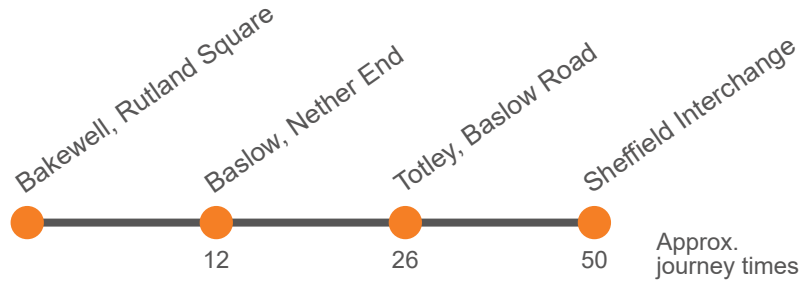 Bakewell, Rutland Square
Baslow, Nether End
Totley, Baslow Road
Sheffield Interchange
12
26
50
Approx.
journey times